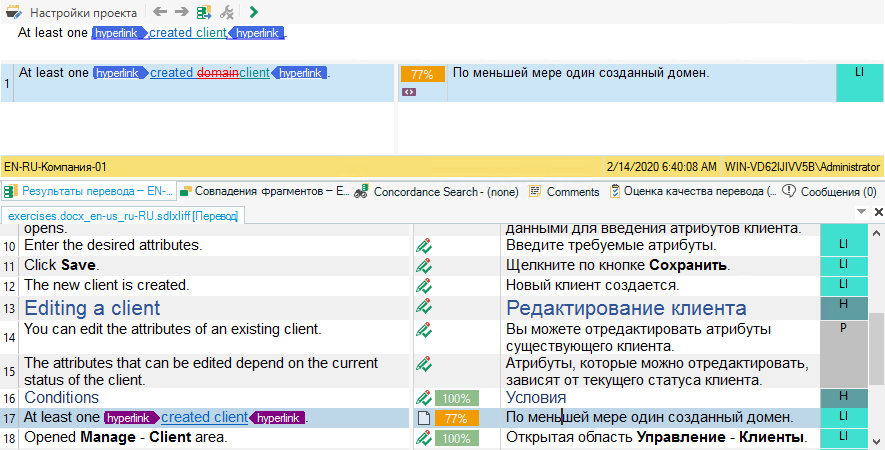 Настройки проекта
At least one hyperlink created client hyperlink .
1 At least one hyperlink created domainclient hyperlink . 77% По меньшей мере один созданный домен. LI
EN-RU-Компания-01 2/14/2020 6:40:08 AM WIN-VD62IJIVV5B\Administrator
Результаты перевода – EN-... Совпадения фрагментов – E... Concordance Search - (none) Comments Оценка качества перевода (... Сообщения (0)
exercises.docx_en-us_ru-RU.sdlxliff [Перевод]
opens. данными для введения атрибутов клиента.
10 Enter the desired attributes. Введите требуемые атрибуты. LI
11 Click Save. Щелкните по кнопке Сохранить. LI
12 The new client is created. Новый клиент создается. LI
13 Editing a client Редактирование клиента H
14 You can edit the attributes of an existing client. Вы можете отредактировать атрибуты P
существующего клиента.
15 The attributes that can be edited depend on the current Атрибуты, которые можно отредактировать,
status of the client. зависят от текущего статуса клиента.
16 Conditions 100% Условия H
17 At least one hyperlink created client hyperlink . 77% По меньшей мере один созданный домен. LI
18 Opened Manage - Client area. 100% Открытая область Управление - Клиенты. LI